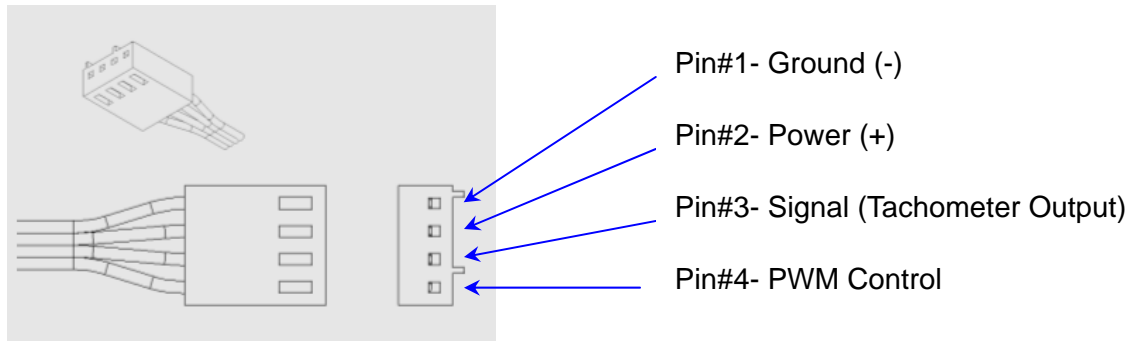 Pin#1- Ground (-)
Pin#2- Power (+)
Pin#3- Signal (Tachometer Output)
Pin#4- PWM Control